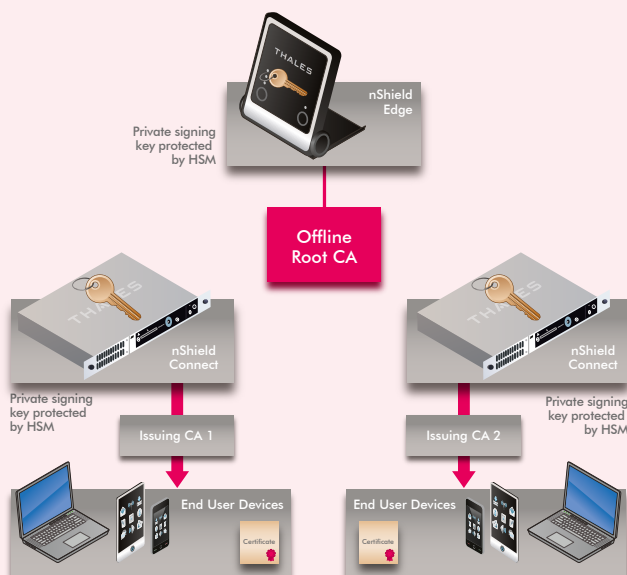 THALES
nShield
Edge
Private signing
key protected
by HSM
Offline
Root CA
THALES
nShield
Connect
Private signing
key protected
by HSM
Issuing CA 1
End User Devices
Certificate
THALES
nShield
Connect
Private signing
key protected
by HSM
Issuing CA 2
End User Devices
Certificate